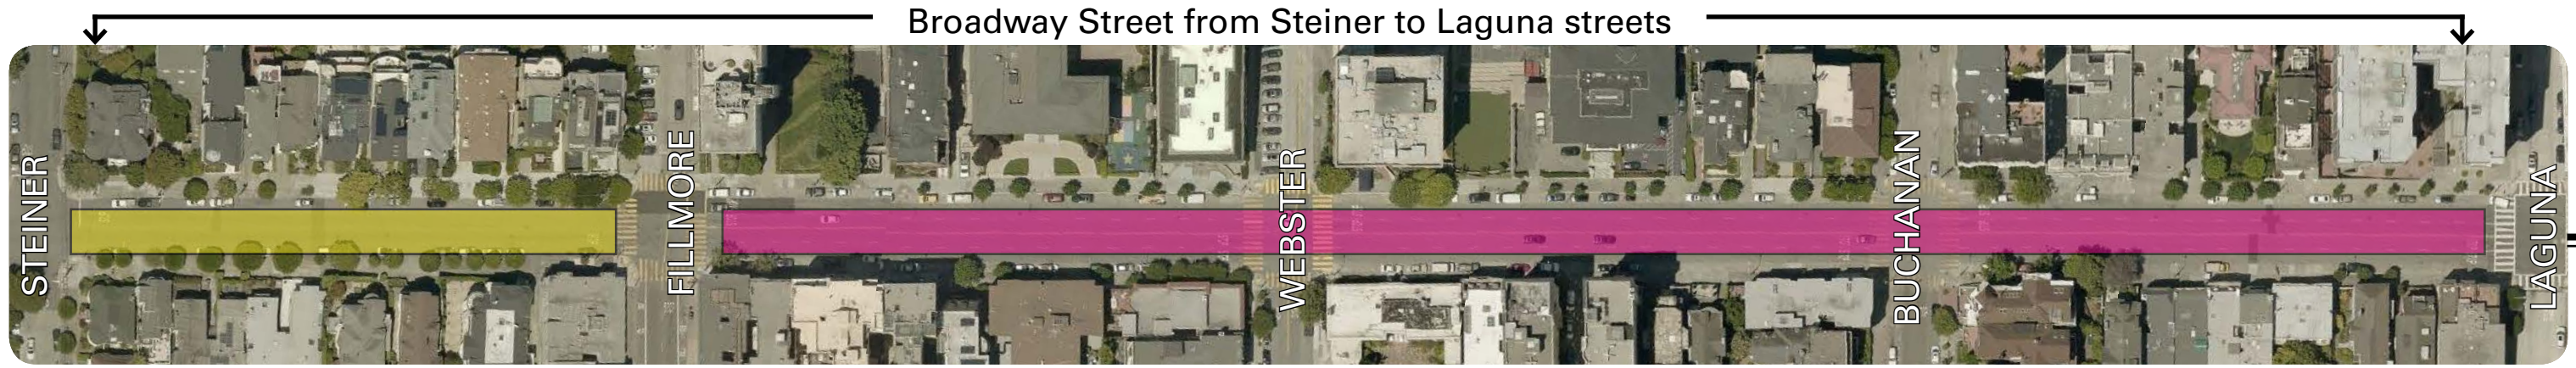 Broadway Street from Steiner to Laguna streets
STEINER
FILLMORE
WEBSTER
BUCHANAN
LAGUNA